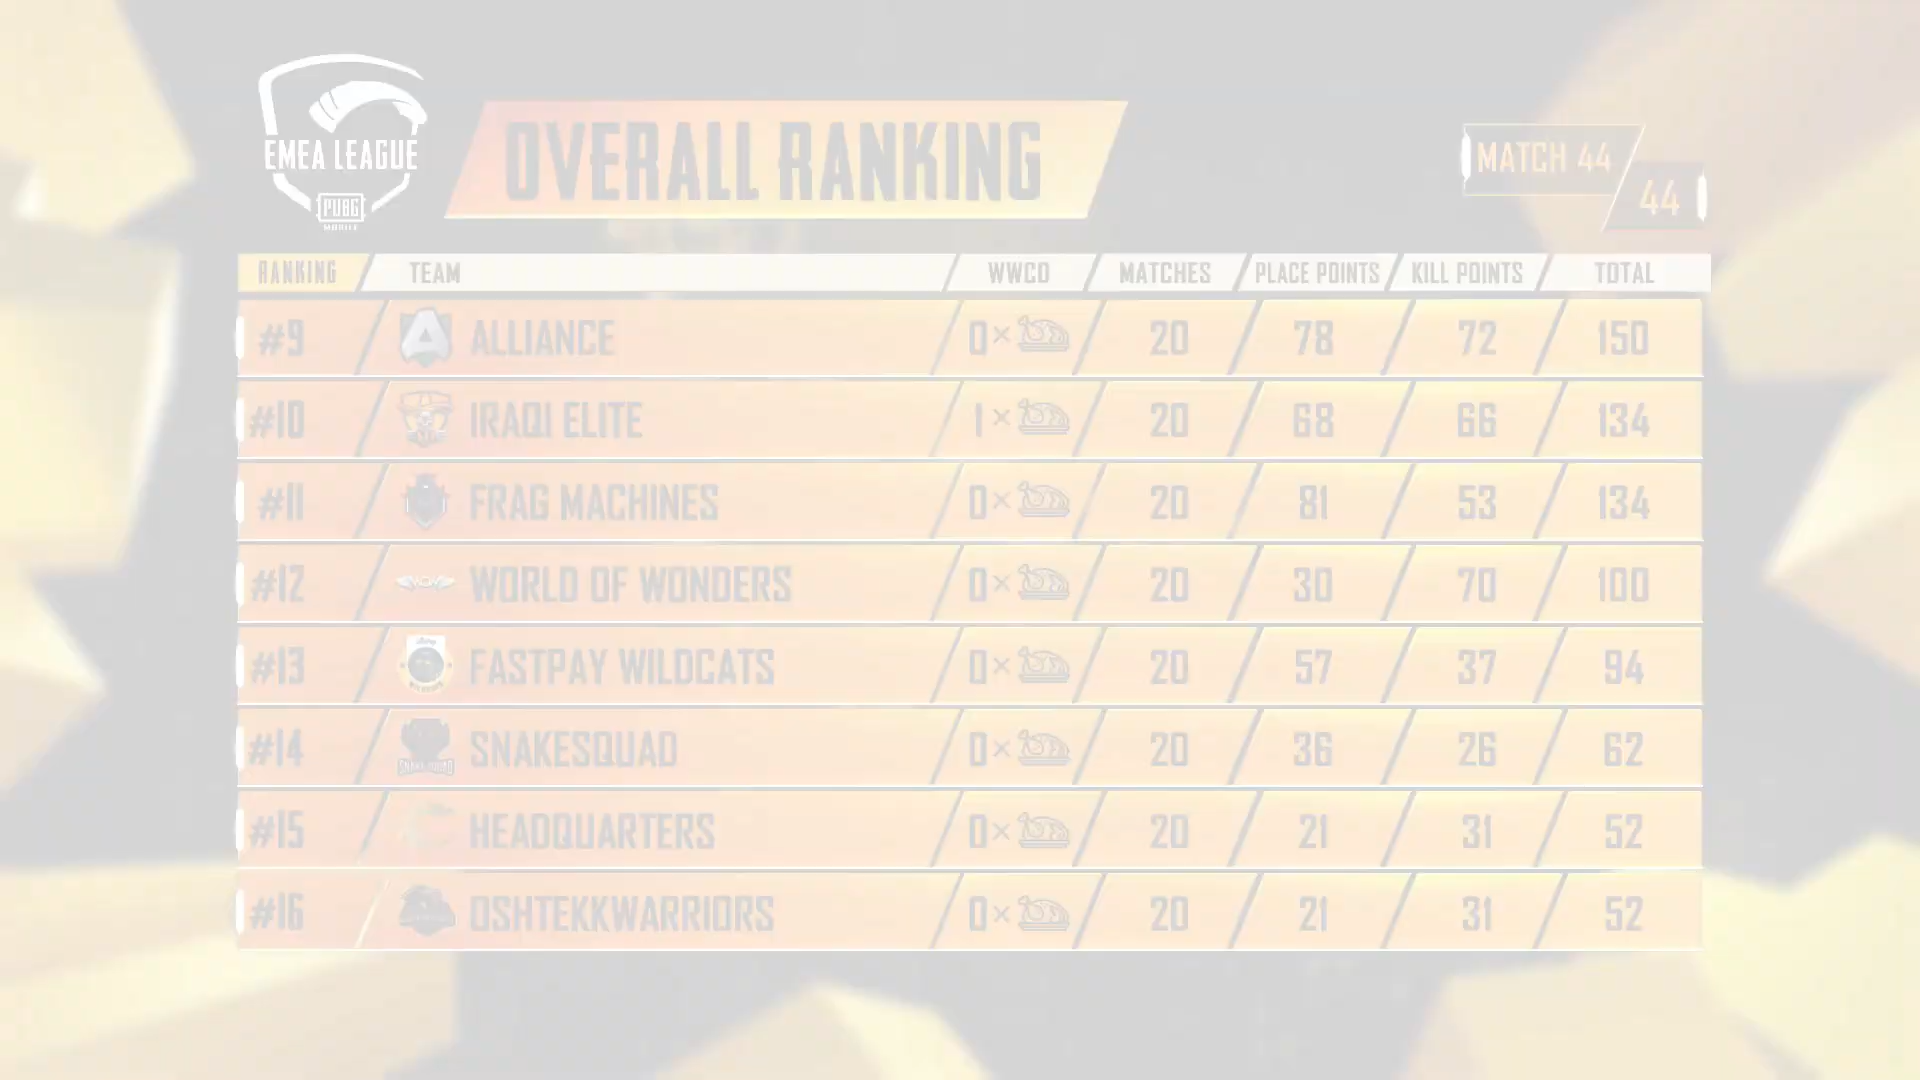 EMEA LEAGUE
PUBG
MOBILE
OVERALL RANKING
MATCH 44
44
RANKING TEAM WWCD MATCHES PLACE POINTS KILL POINTS TOTAL
#9 ALLIANCE 0× 20 78 72 150
#10 IRAQI ELITE 1× 20 68 66 134
#11 FRAG MACHINES 0× 20 81 53 134
#12 WORLD OF WONDERS 0× 20 30 70 100
#13 FASTPAY WILDCATS 0× 20 57 37 94
#14 SNAKESQUAD 0× 20 36 26 62
#15 HEADQUARTERS 0× 20 21 31 52
#16 OSHTEKKWARRIORS 0× 20 21 31 52